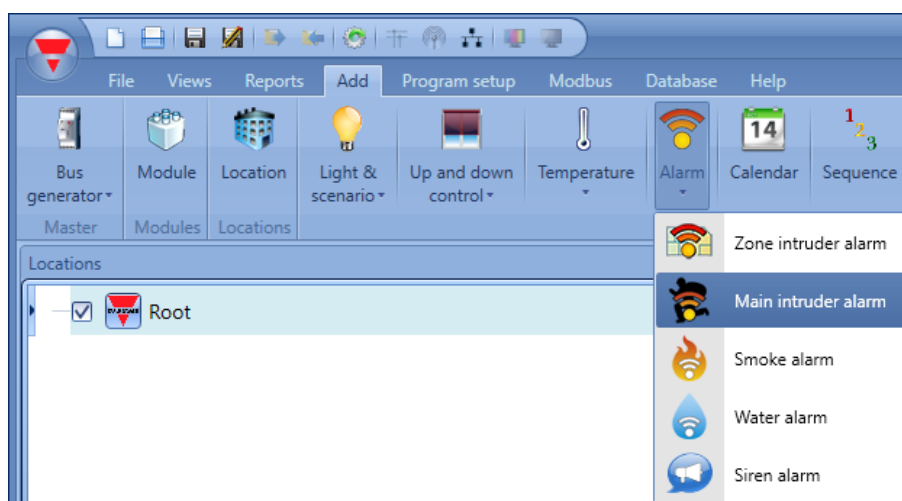 File Views Reports Add Program setup Modbus Database Help
Bus generator
Module
Location
Light & scenario
Up and down control
Temperature
Alarm
14
Calendar
1 2 3
Sequence
Master Modules Locations
Locations
Root
Zone intruder alarm
Main intruder alarm
Smoke alarm
Water alarm
Siren alarm